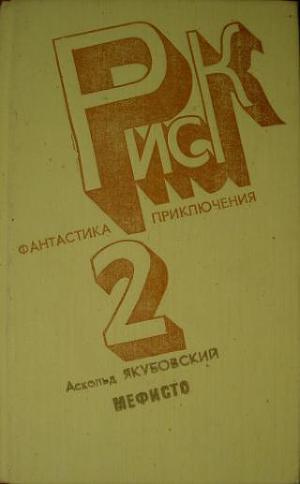 РИСК
ФАНТАСТИКА ПРИКЛЮЧЕНИЯ
2
Аскольд ЯКУБОВСКИЙ
МЕФИСТО